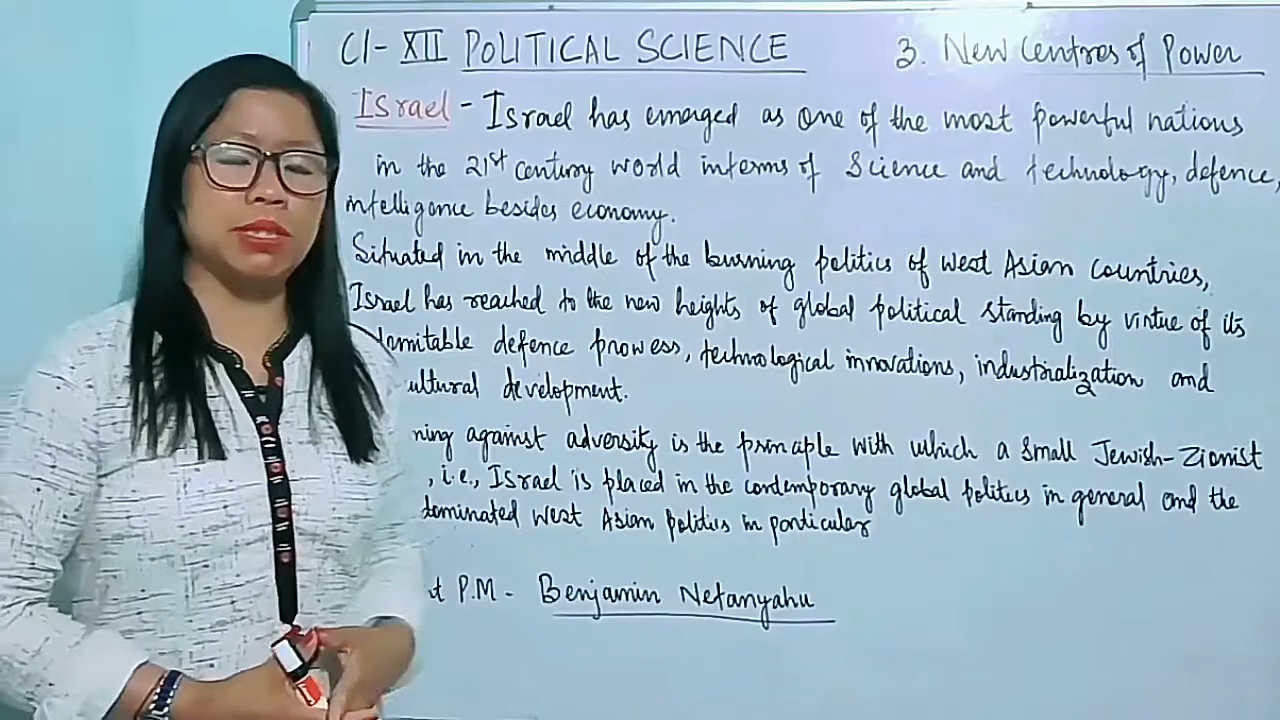 Cl- XII POLITICAL SCIENCE 3. New Centres of Power
Israel - Israel has emerged as one of the most powerful nations
in the 21st century world interms of Science and technology, defence,
intelligence besides economy.
Situated in the middle of the burning politics of West Asian Countries,
Israel has reached to the new heights of global political standing by virtue of its
domitable defence prowess, technological innovations, industrialization and
ultural development.
ning against adversity is the principle with which a small Jewish-Zionist
, i.e., Israel is placed in the contemporary global politics in general and the
dominated West Asian politics in particular
t P.M - Benjamin Netanyahu